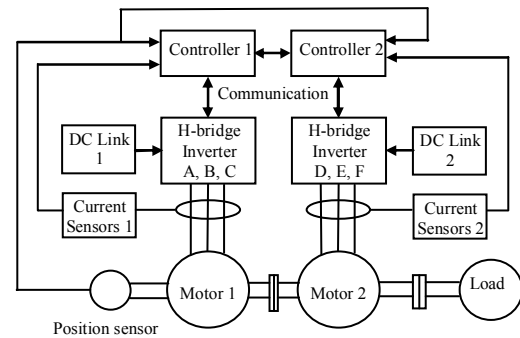 Controller 1
Controller 2
Communication
H-bridge
Inverter
A, B, C
H-bridge
Inverter
D, E, F
DC Link
1
DC Link
2
Current
Sensors 1
Current
Sensors 2
Motor 1
Motor 2
Load
Position sensor